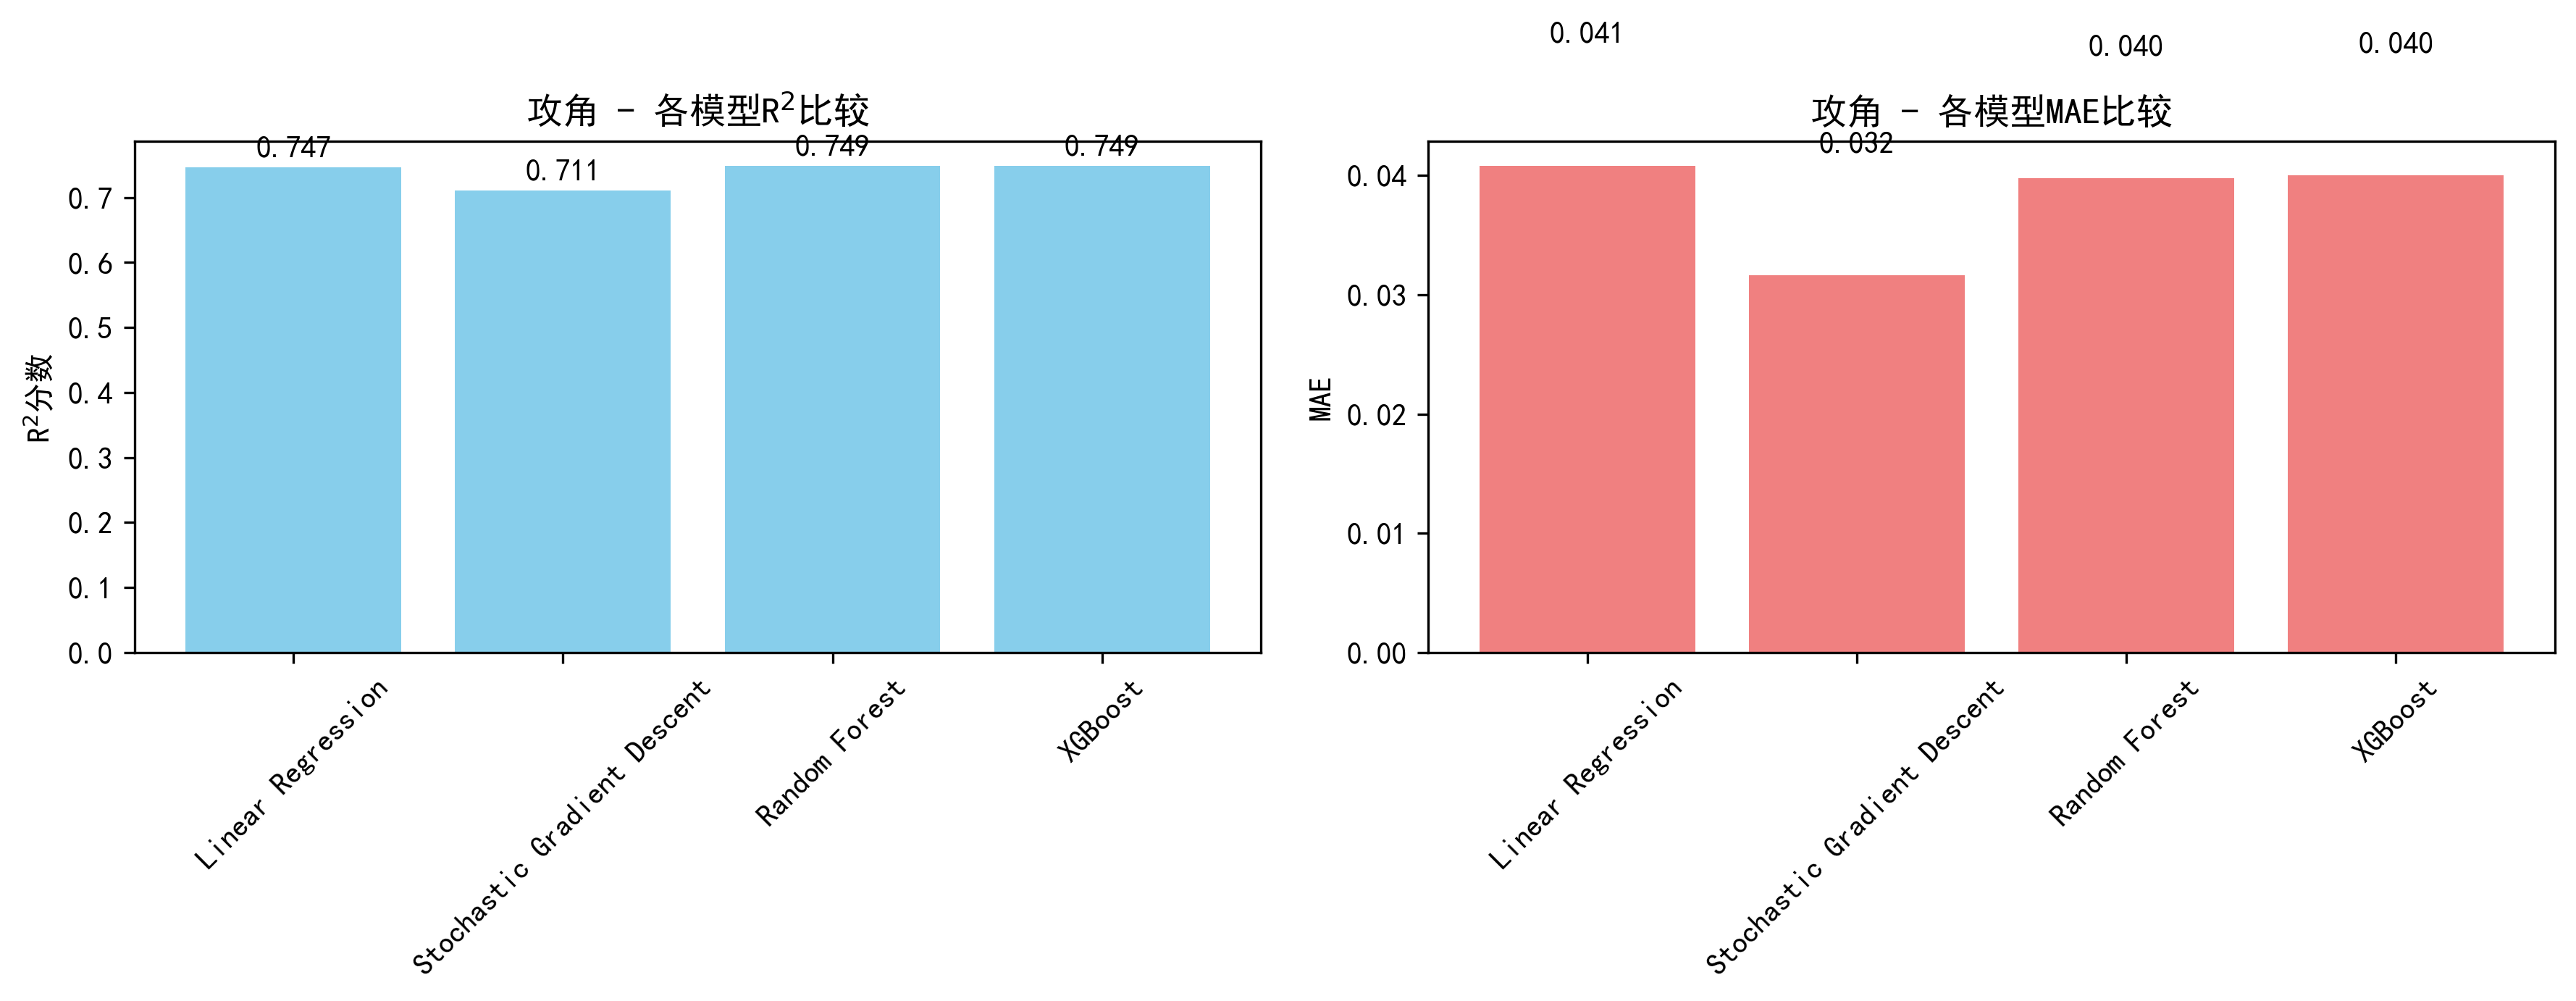 攻角 - 各模型R²比较
R²分数
0.7
0.6
0.5
0.4
0.3
0.2
0.1
0.0
0.747
0.711
0.749
0.749
Linear Regression
Stochastic Gradient Descent
Random Forest
XGBoost
攻角 - 各模型MAE比较
MAE
0.04
0.03
0.02
0.01
0.00
0.041
0.032
0.040
0.040
Linear Regression
Stochastic Gradient Descent
Random Forest
XGBoost